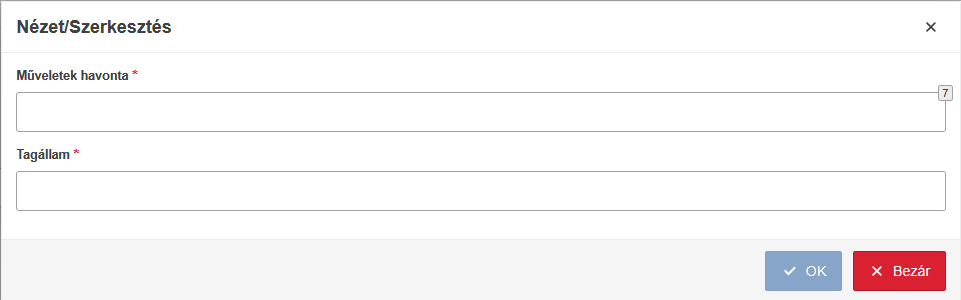 Nézet/Szerkesztés
Műveletek havonta *
7
Tagállam *
OK
Bezár